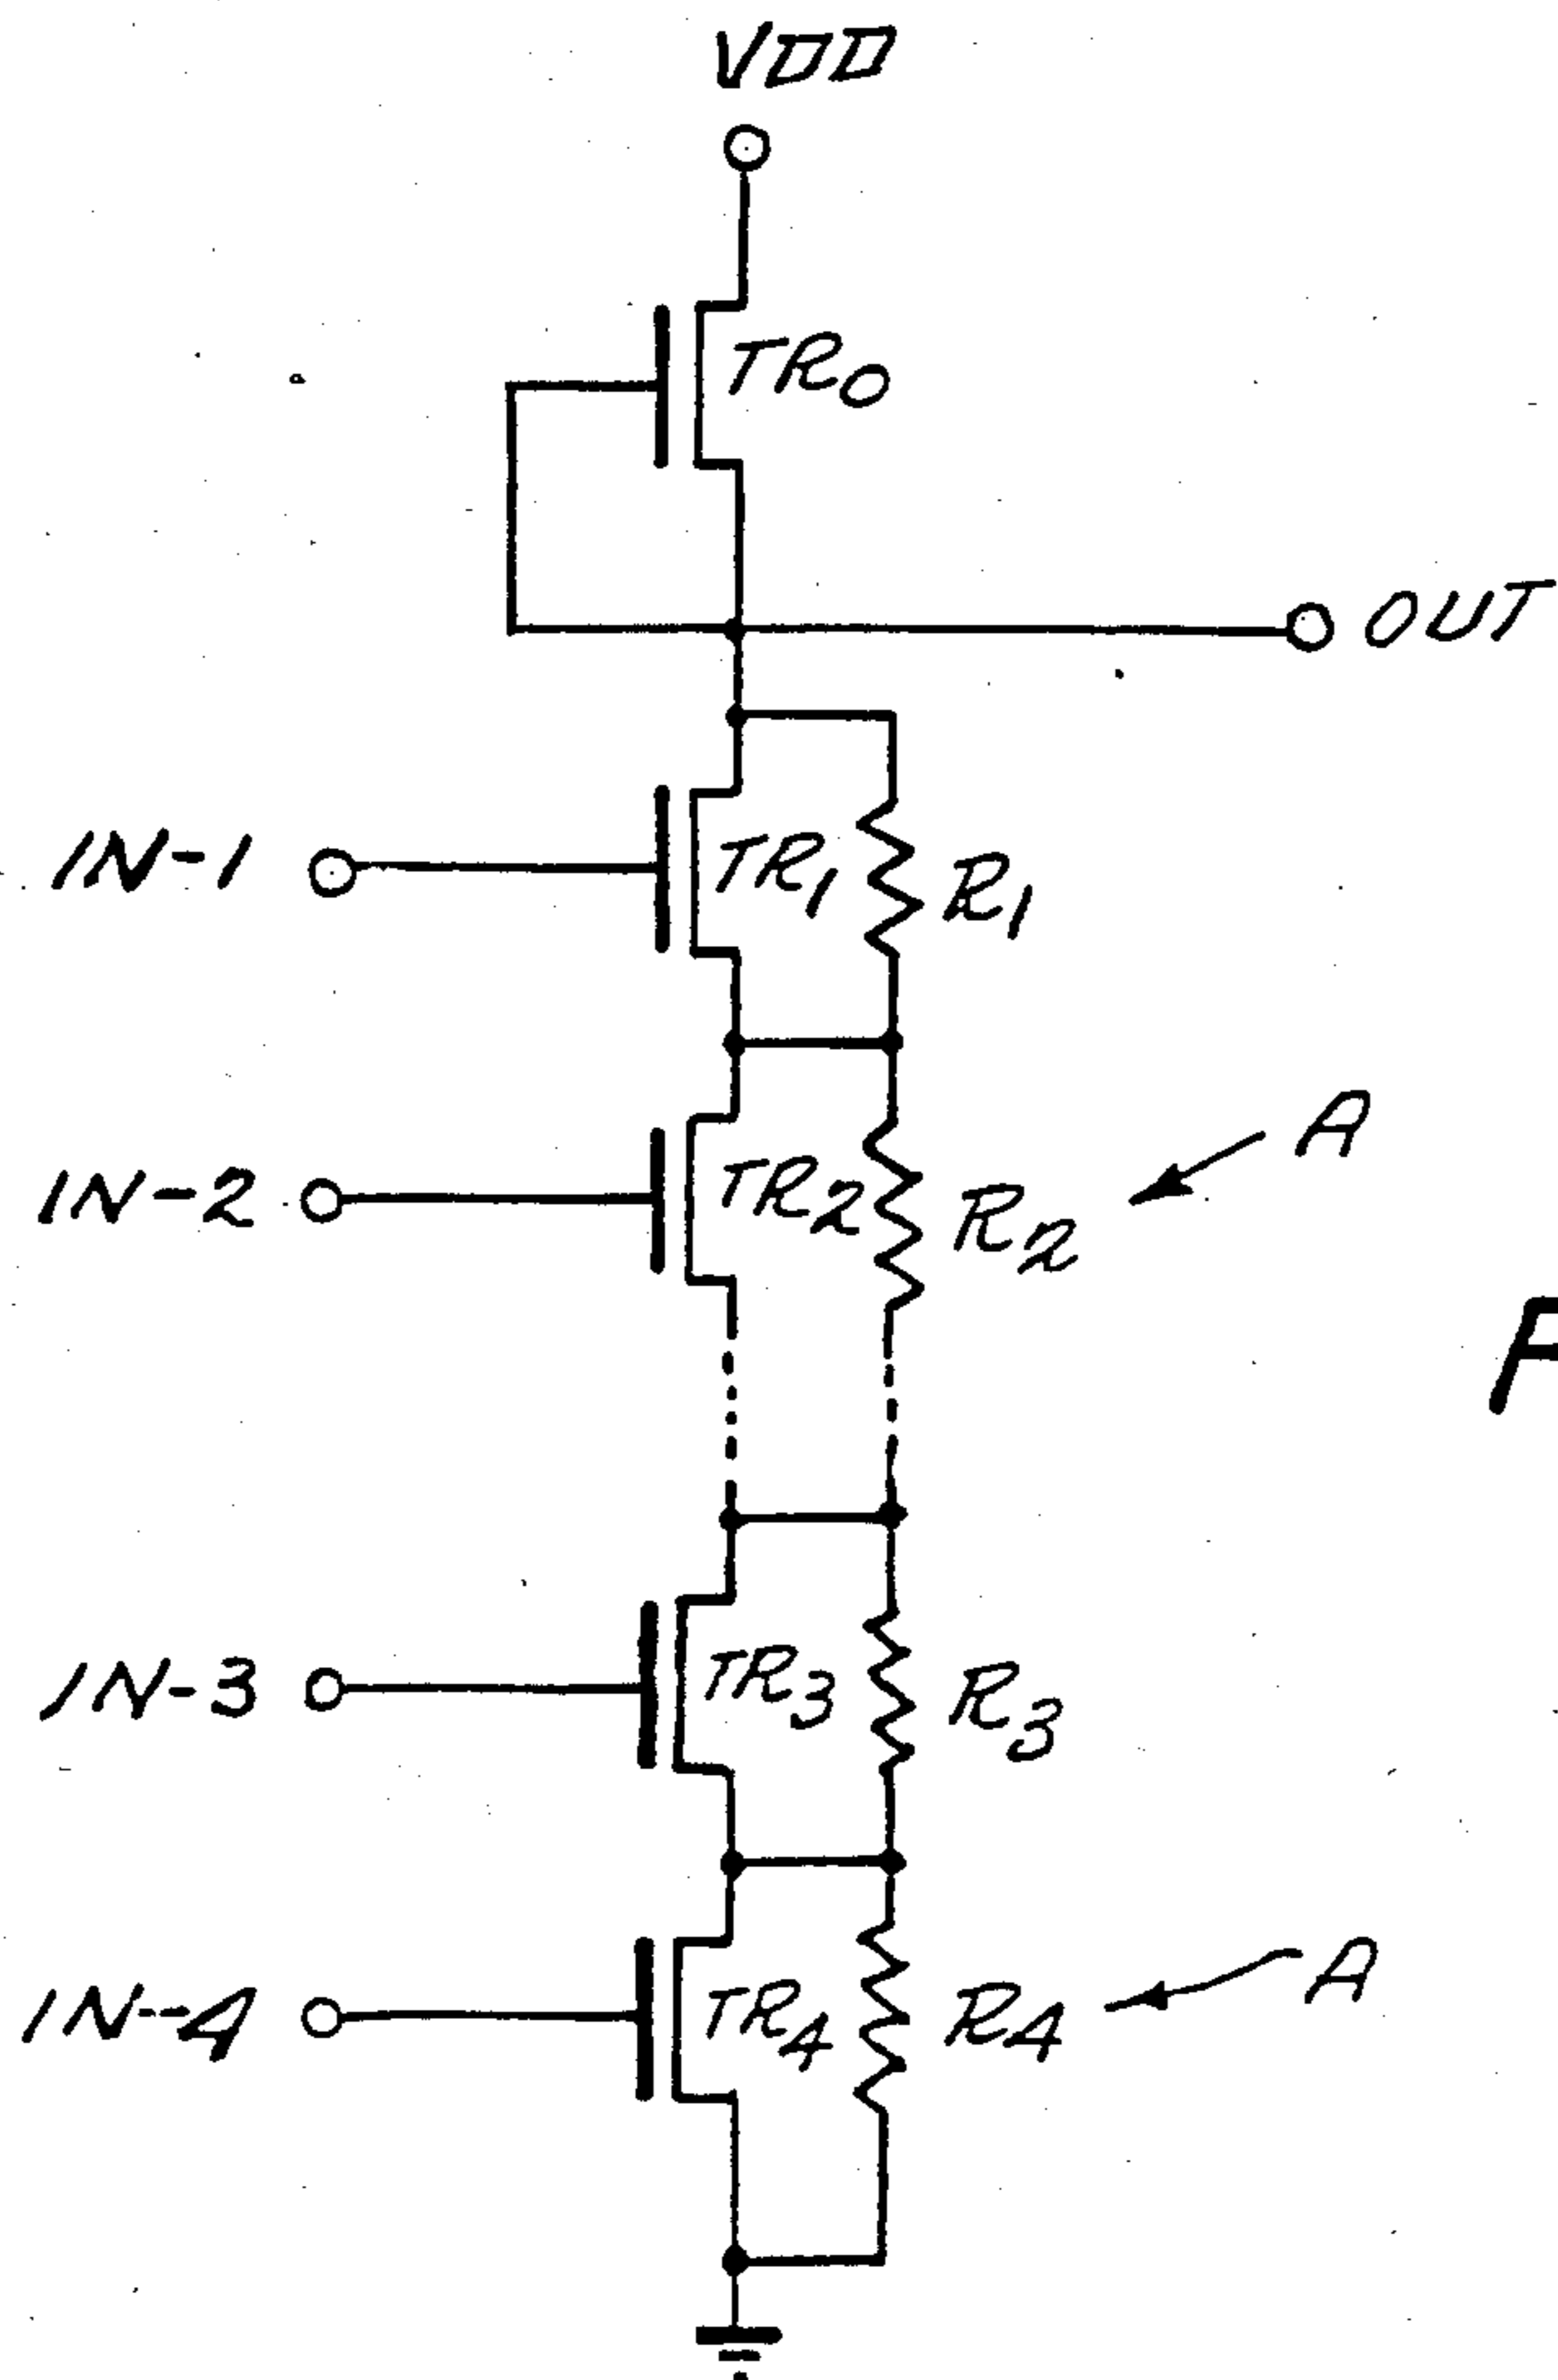 VDD
TR0
OUT
IN-1
TR1
R1
IN-2
TR2
R2
A
F
IN-3
TR3
R3
IN-4
TR4
R4
A